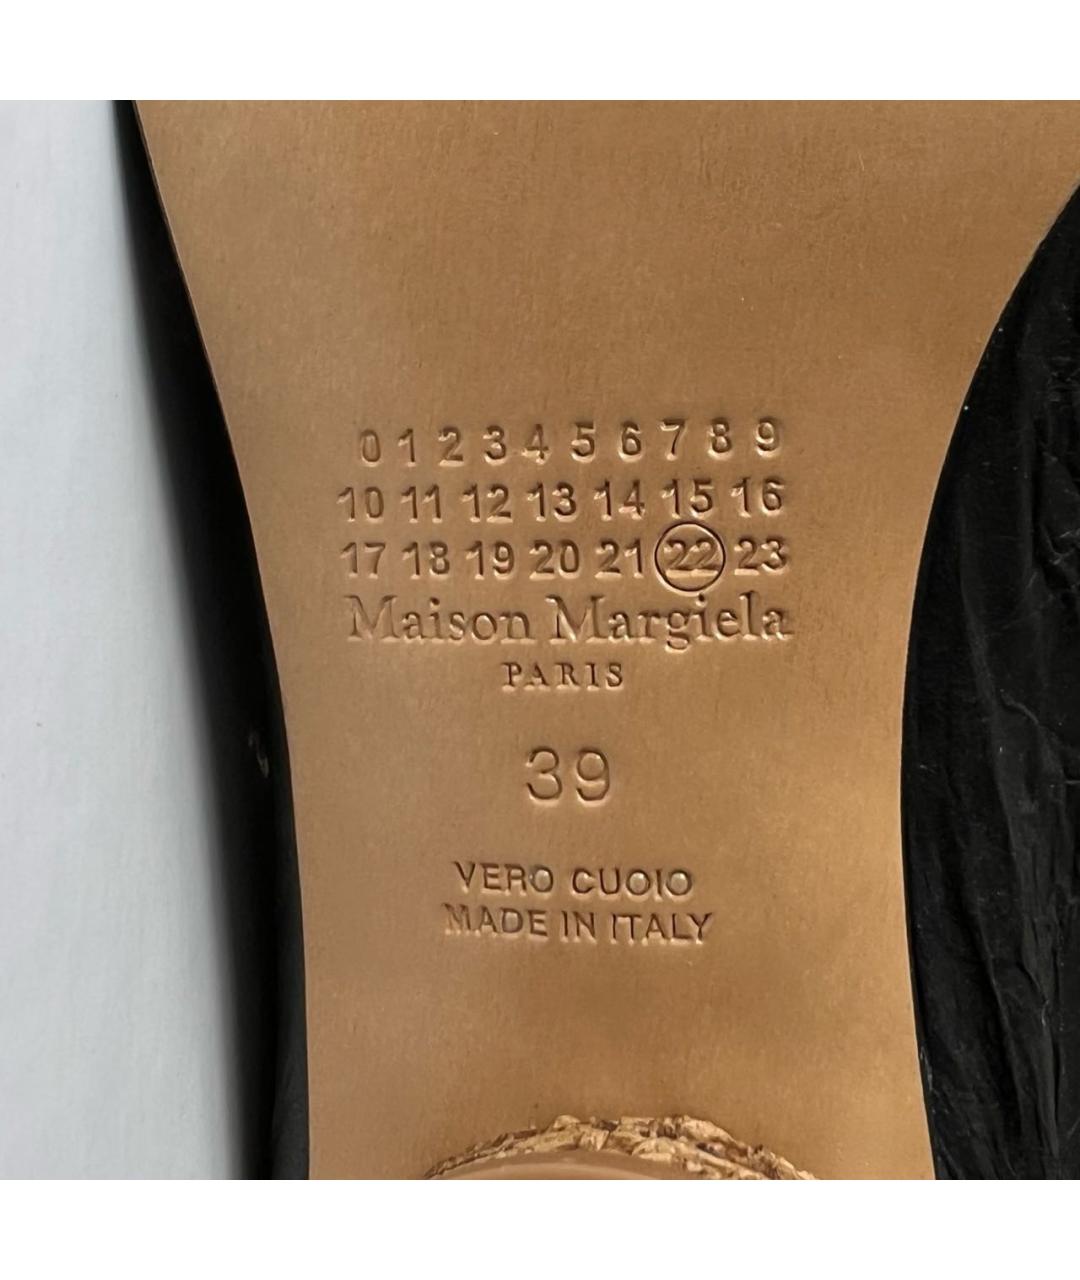 0 1 2 3 4 5 6 7 8 9
10 11 12 13 14 15 16
17 18 19 20 21 22 23
Maison Margiela
PARIS
39
VERO CUOIO
MADE IN ITALY